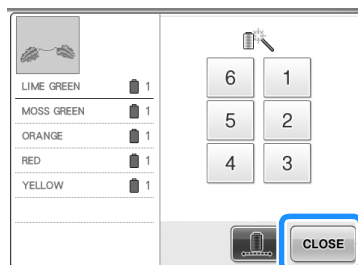 6 1
LIME GREEN 1
MOSS GREEN 1
5 2
ORANGE 1
RED 1
4 3
YELLOW 1
CLOSE